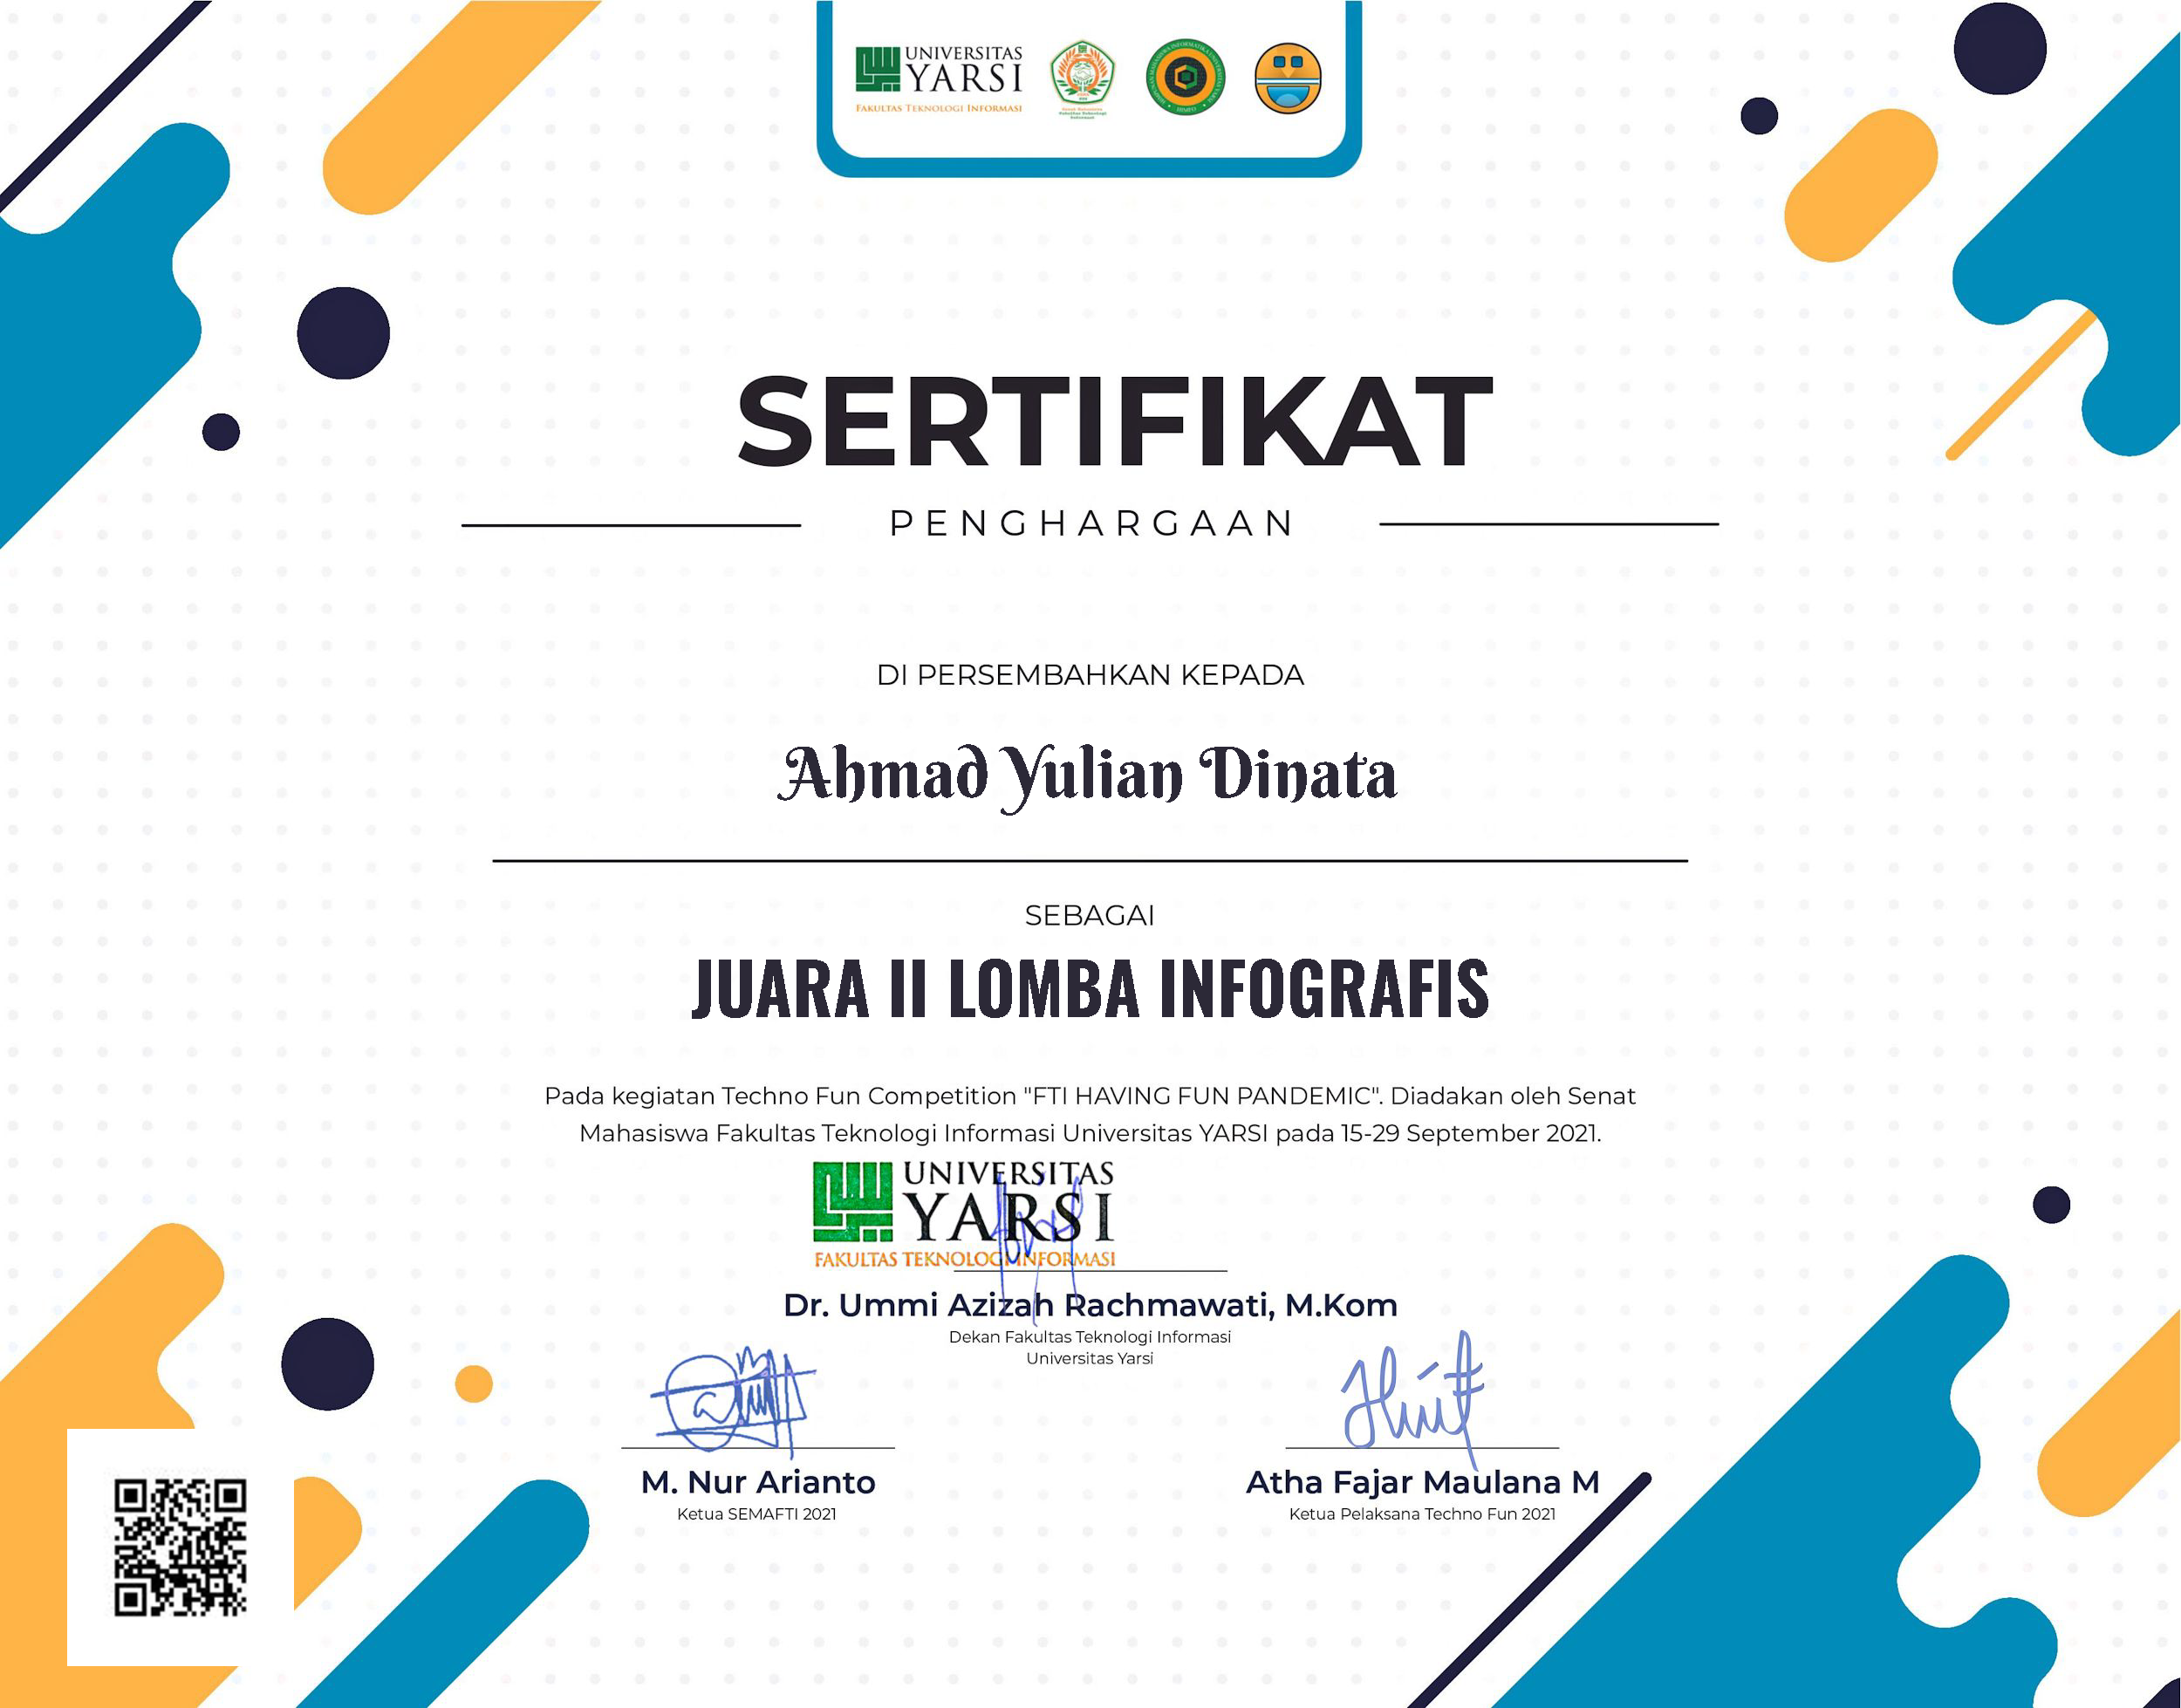 UNIVERSITAS
YARSI
FAKULTAS TEKNOLOGI INFORMASI
SERTIFIKAT
PENGHARGAAN
DI PERSEMBAHKAN KEPADA
Ahmad Yulian Dinata
SEBAGAI
JUARA II LOMBA INFOGRAFIS
Pada kegiatan Techno Fun Competition "FTI HAVING FUN PANDEMIC". Diadakan oleh Senat
Mahasiswa Fakultas Teknologi Informasi Universitas YARSI pada 15-29 September 2021.
UNIVERSITAS
YARSI
FAKULTAS TEKNOLOGI INFORMASI
Dr. Ummi Azizah Rachmawati, M.Kom
Dekan Fakultas Teknologi Informasi
Universitas Yarsi
M. Nur Arianto
Ketua SEMAFTI 2021
Atha Fajar Maulana M
Ketua Pelaksana Techno Fun 2021